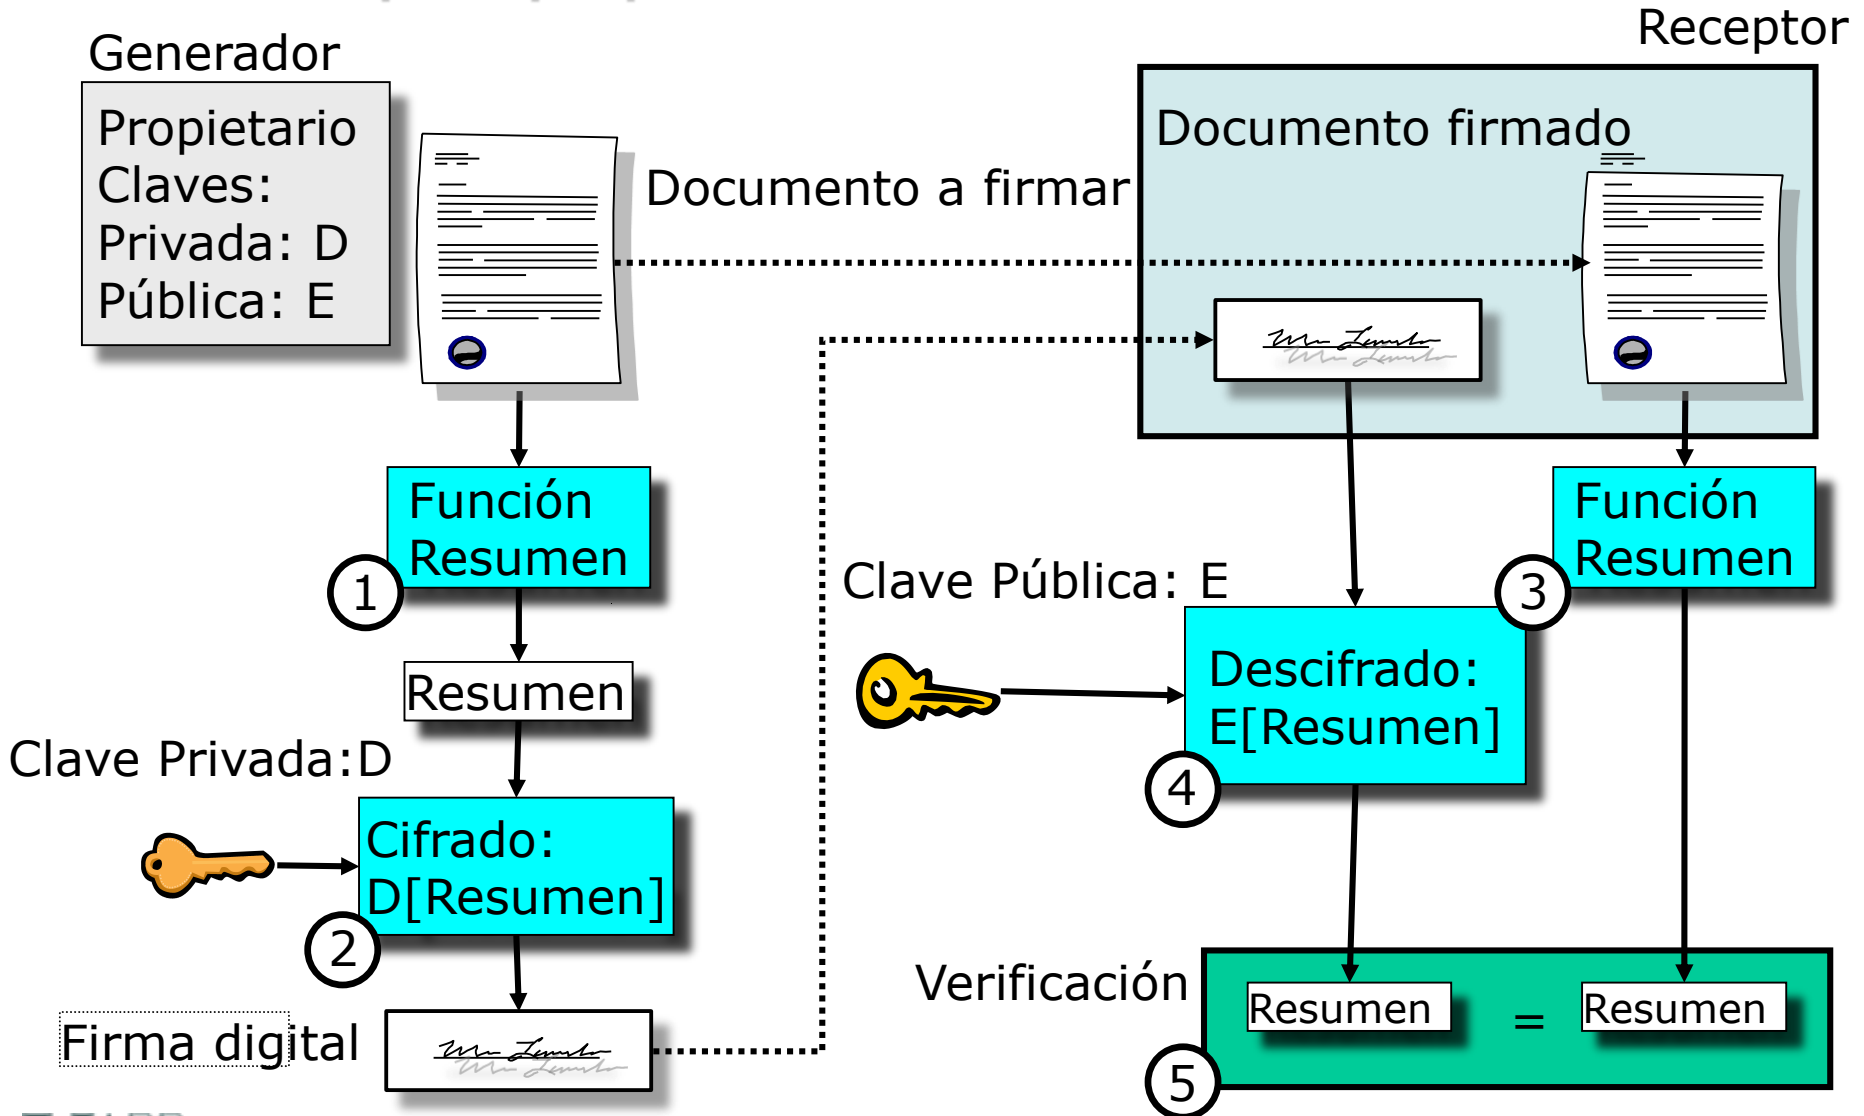 Generador
Receptor
Propietario
Claves:
Privada: D
Pública: E
Documento a firmar
Documento firmado
Función
Resumen
1
Resumen
Clave Privada:D
Cifrado:
D[Resumen]
2
Firma digital
Función
Resumen
3
Clave Pública: E
Descifrado:
E[Resumen]
4
Verificación
Resumen = Resumen
5